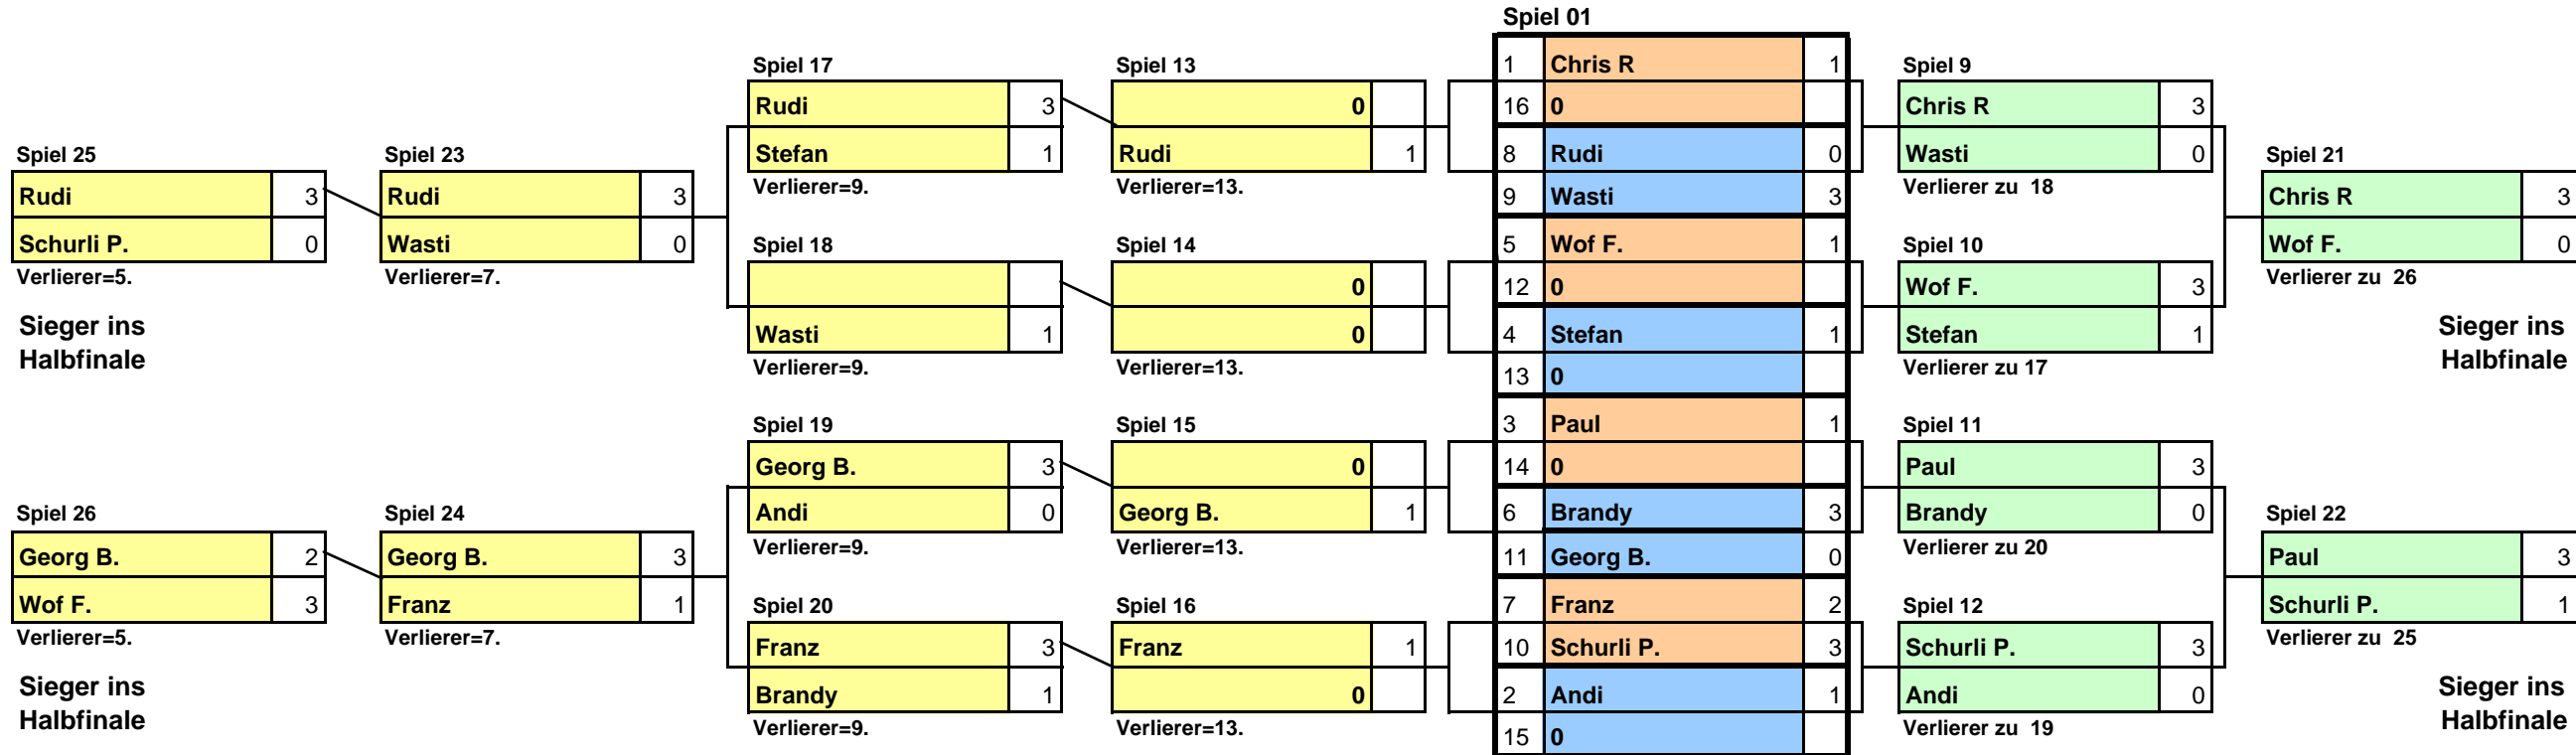 Spiel 01
Spiel 17 Spiel 13 1 Chris R 1 Spiel 9
Rudi 3 0 16 0 Chris R 3
Spiel 25 Spiel 23 Stefan 1 Rudi 1 8 Rudi 0 Wasti 0 Spiel 21
Rudi 3 Rudi 3 Verlierer=9. Verlierer=13. 9 Wasti 3 Verlierer zu 18 Chris R 3
Schurli P. 0 Wasti 0 Spiel 18 Spiel 14 5 Wof F. 1 Spiel 10 Wof F. 0
Verlierer=5. Verlierer=7. 0 12 0 Wof F. 3 Verlierer zu 26
Sieger ins Wasti 1 0 4 Stefan 1 Stefan 1 Sieger ins
Halbfinale Verlierer=9. Verlierer=13. 13 0 Verlierer zu 17 Halbfinale
Spiel 19 Spiel 15 3 Paul 1 Spiel 11
Georg B. 3 0 14 0 Paul 3
Spiel 26 Spiel 24 Andi 0 Georg B. 1 6 Brandy 3 Brandy 0 Spiel 22
Georg B. 2 Georg B. 3 Verlierer=9. Verlierer=13. 11 Georg B. 0 Verlierer zu 20 Paul 3
Wof F. 3 Franz 1 Spiel 20 Spiel 16 7 Franz 2 Spiel 12 Schurli P. 1
Verlierer=5. Verlierer=7. Franz 3 Franz 1 10 Schurli P. 3 Schurli P. 3 Verlierer zu 25
Sieger ins Brandy 1 0 2 Andi 1 Andi 0 Sieger ins
Halbfinale Verlierer=9. Verlierer=13. 15 0 Verlierer zu 19 Halbfinale